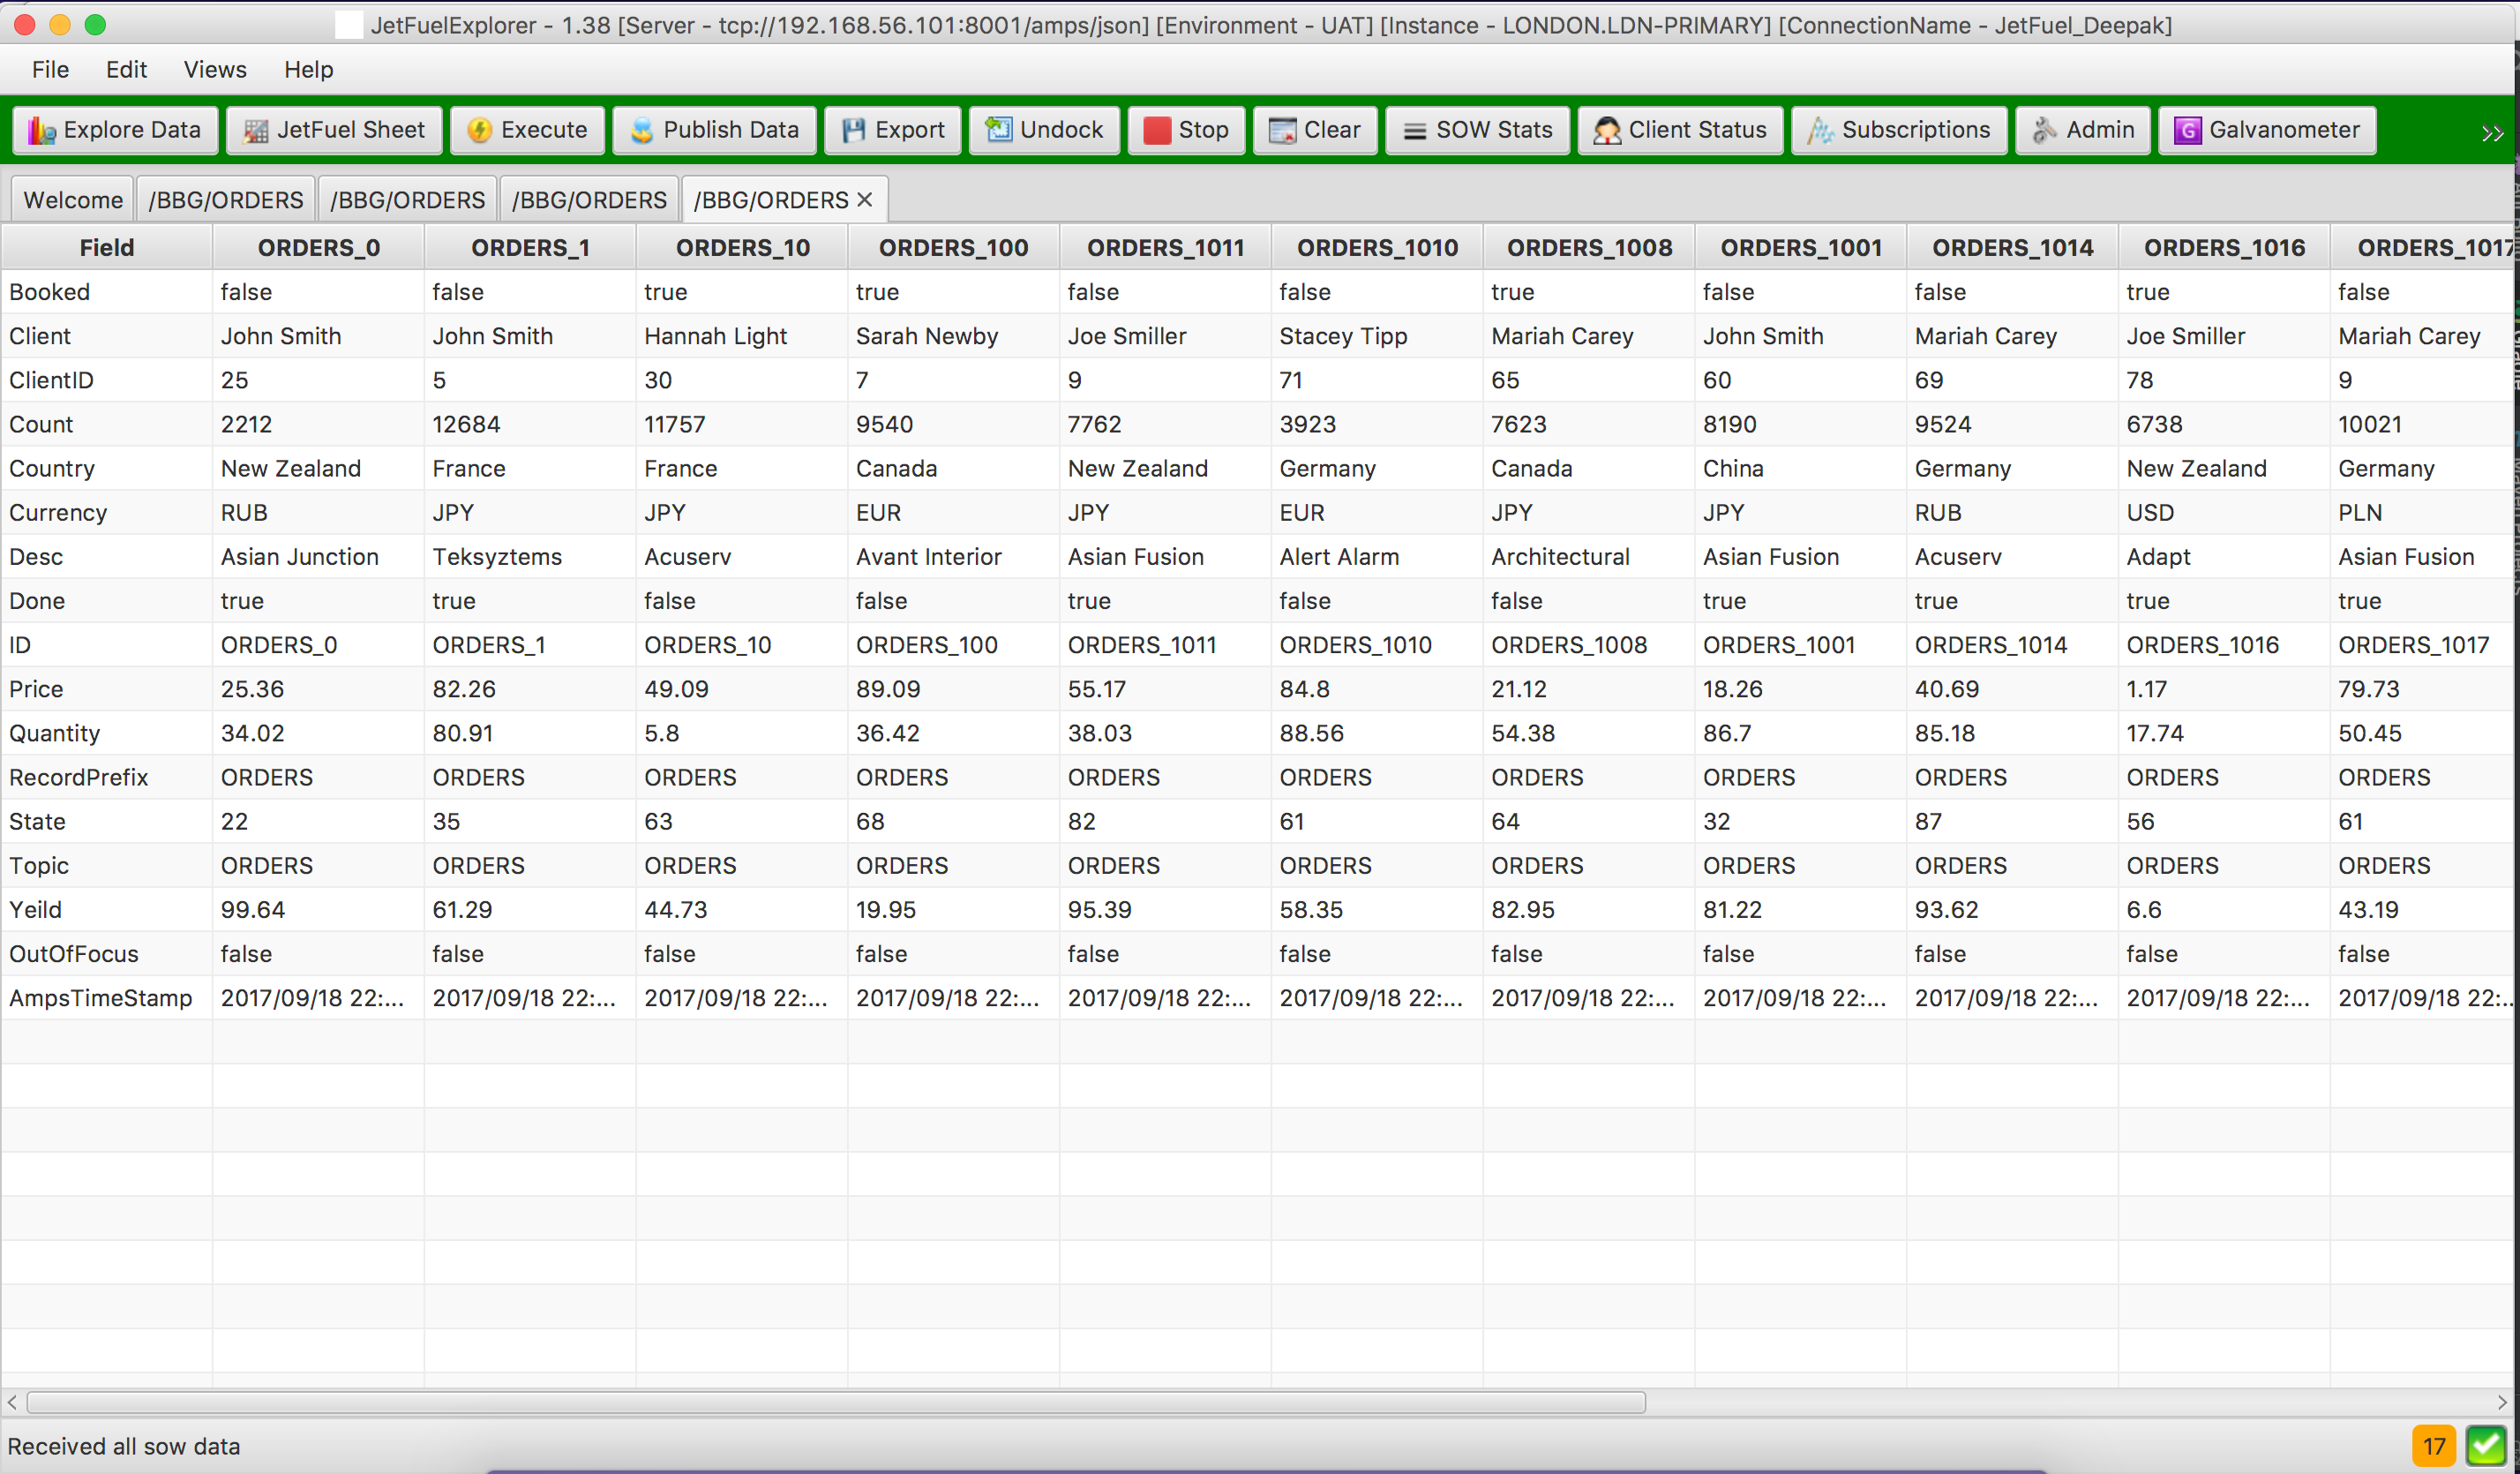 JetFuelExplorer - 1.38 [Server - tcp://192.168.56.101:8001/amps/json] [Environment - UAT] [Instance - LONDON.LDN-PRIMARY] [ConnectionName - JetFuel_Deepak]
File Edit Views Help
Explore Data JetFuel Sheet Execute Publish Data Export Undock Stop Clear SOW Stats Client Status Subscriptions Admin Galvanometer
Welcome /BBG/ORDERS /BBG/ORDERS /BBG/ORDERS /BBG/ORDERS
Field ORDERS_0 ORDERS_1 ORDERS_10 ORDERS_100 ORDERS_1011 ORDERS_1010 ORDERS_1008 ORDERS_1001 ORDERS_1014 ORDERS_1016 ORDERS_1017
Booked false false true true false false true false false true false
Client John Smith John Smith Hannah Light Sarah Newby Joe Smiller Stacey Tipp Mariah Carey John Smith Mariah Carey Joe Smiller Mariah Carey
ClientID 25 5 30 7 9 71 65 60 69 78 9
Count 2212 12684 11757 9540 7762 3923 7623 8190 9524 6738 10021
Country New Zealand France France Canada New Zealand Germany Canada China Germany New Zealand Germany
Currency RUB JPY JPY EUR JPY EUR JPY JPY RUB USD PLN
Desc Asian Junction Teksyztems Acuserv Avant Interior Asian Fusion Alert Alarm Architectural Asian Fusion Acuserv Adapt Asian Fusion
Done true true false false true false false true true true true
ID ORDERS_0 ORDERS_1 ORDERS_10 ORDERS_100 ORDERS_1011 ORDERS_1010 ORDERS_1008 ORDERS_1001 ORDERS_1014 ORDERS_1016 ORDERS_1017
Price 25.36 82.26 49.09 89.09 55.17 84.8 21.12 18.26 40.69 1.17 79.73
Quantity 34.02 80.91 5.8 36.42 38.03 88.56 54.38 86.7 85.18 17.74 50.45
RecordPrefix ORDERS ORDERS ORDERS ORDERS ORDERS ORDERS ORDERS ORDERS ORDERS ORDERS ORDERS
State 22 35 63 68 82 61 64 32 87 56 61
Topic ORDERS ORDERS ORDERS ORDERS ORDERS ORDERS ORDERS ORDERS ORDERS ORDERS ORDERS
Yeild 99.64 61.29 44.73 19.95 95.39 58.35 82.95 81.22 93.62 6.6 43.19
OutOfFocus false false false false false false false false false false false
AmpsTimeStamp 2017/09/18 22:... 2017/09/18 22:... 2017/09/18 22:... 2017/09/18 22:... 2017/09/18 22:... 2017/09/18 22:... 2017/09/18 22:... 2017/09/18 22:... 2017/09/18 22:... 2017/09/18 22:... 2017/09/18 22:..
Received all sow data 17